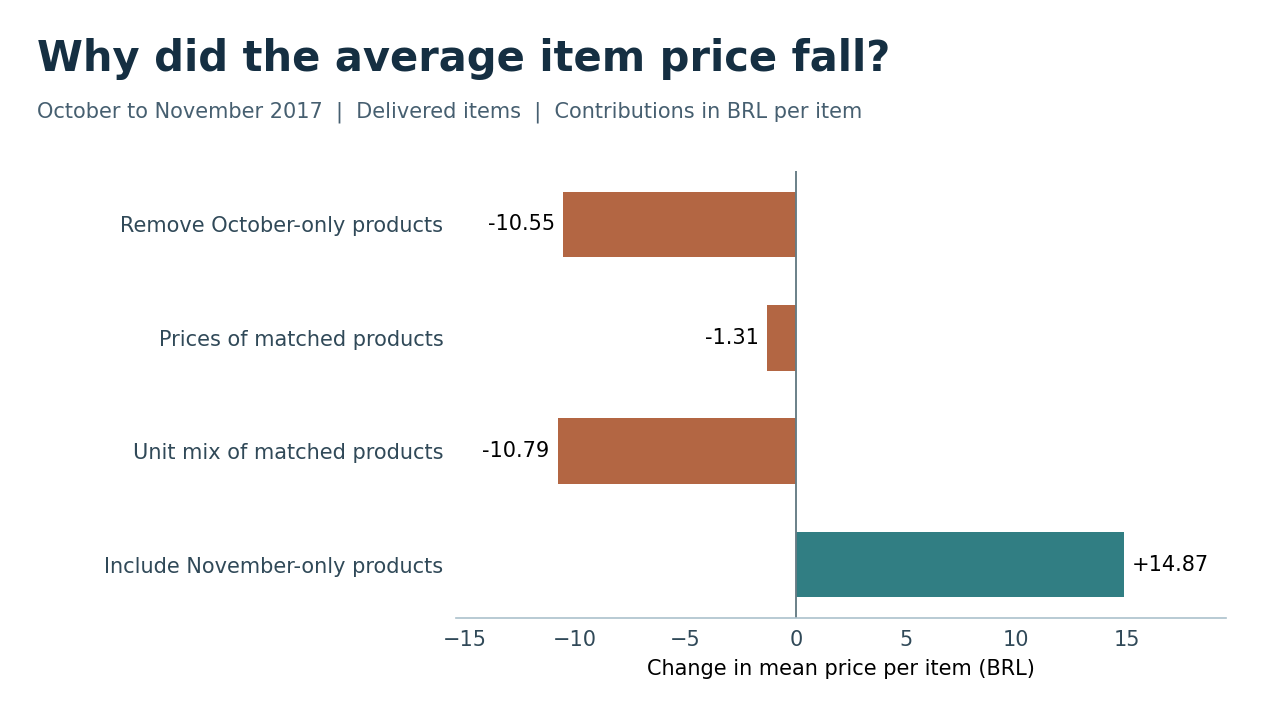 Why did the average item price fall?
October to November 2017 | Delivered items | Contributions in BRL per item
Remove October-only products
-10.55
Prices of matched products
-1.31
Unit mix of matched products
-10.79
Include November-only products
+14.87
−15 −10 −5 0 5 10 15
Change in mean price per item (BRL)